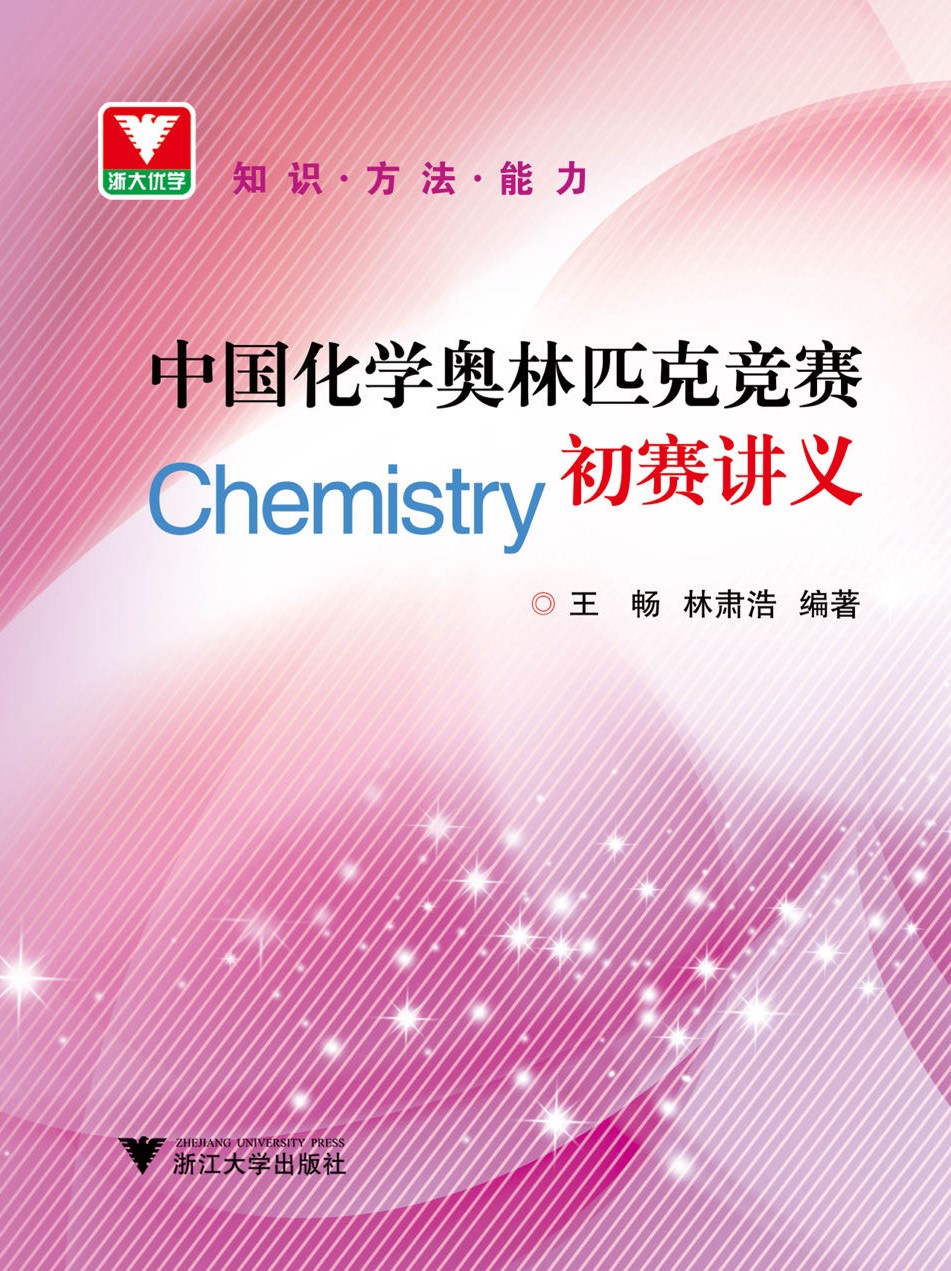 浙大优学
知识·方法·能力
中国化学奥林匹克竞赛
Chemistry 初赛讲义
◎ 王 畅 林肃浩 编著
ZHEJIANG UNIVERSITY PRESS
浙江大学出版社